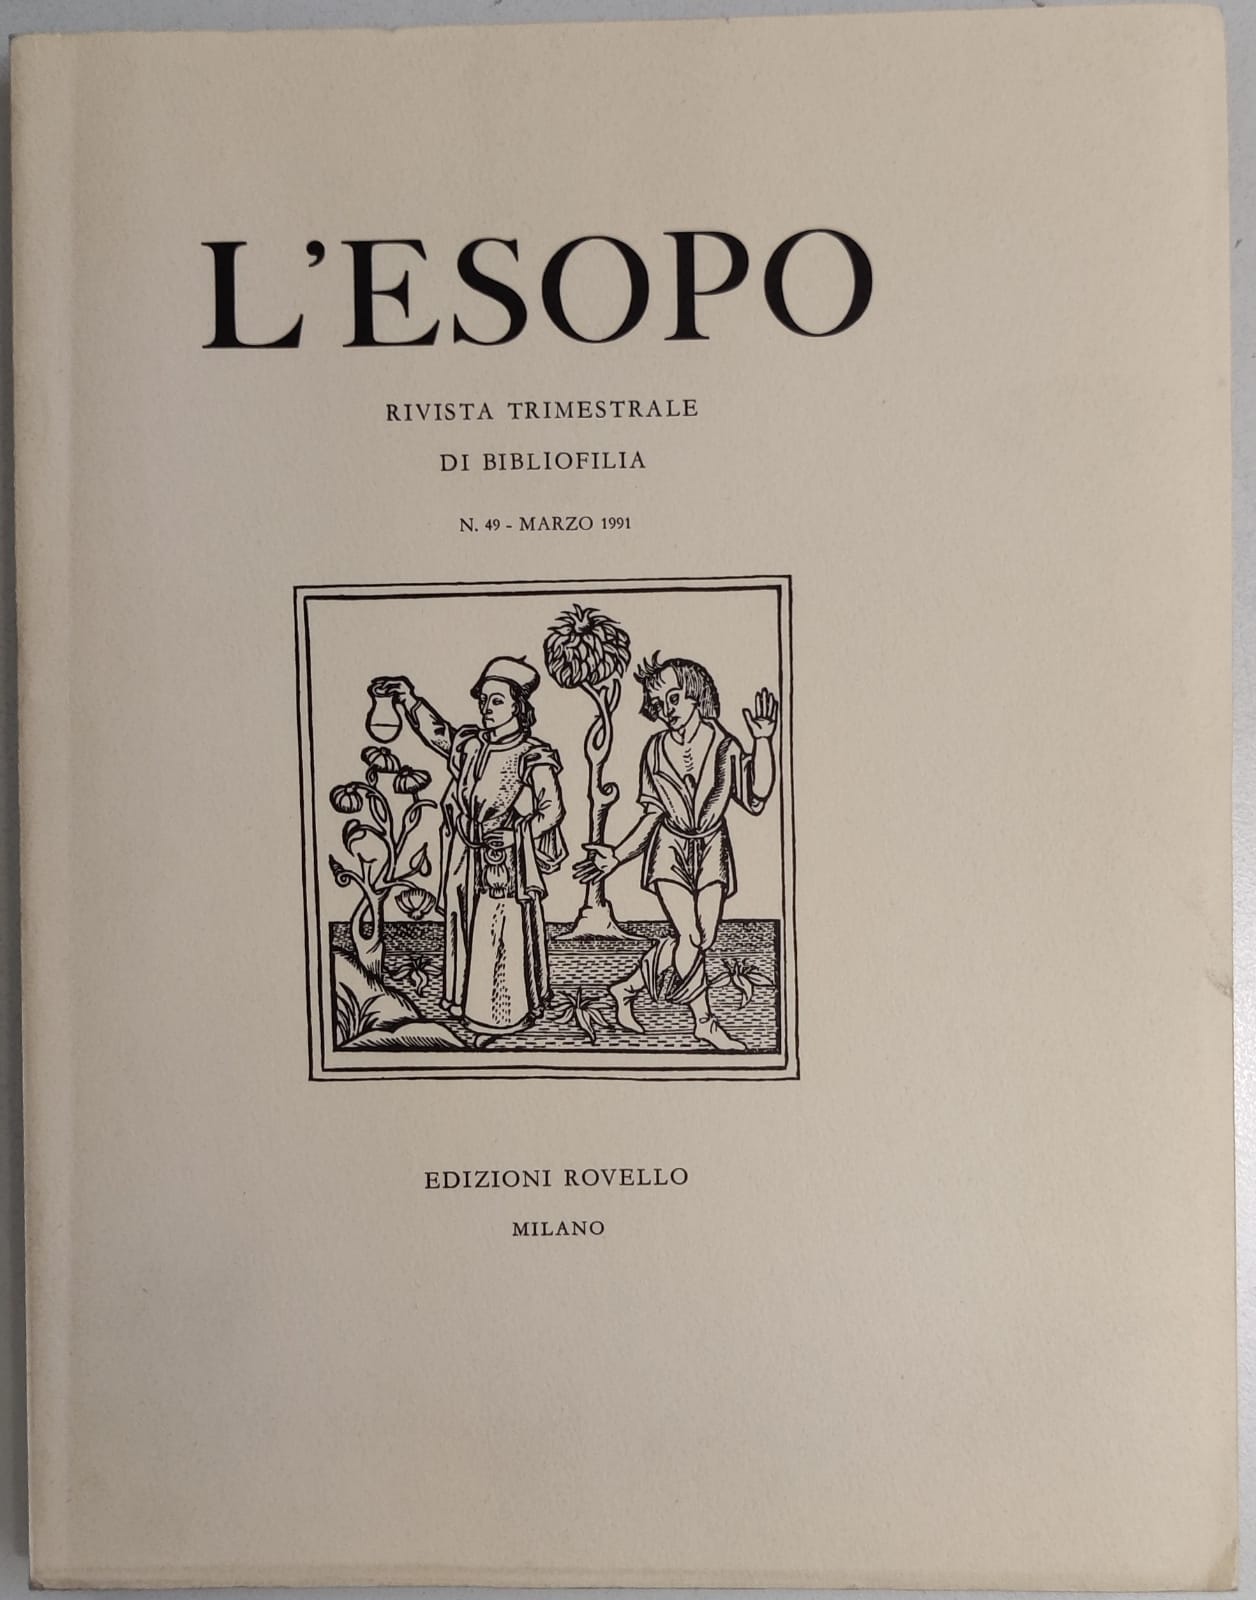 L'ESOPO
RIVISTA TRIMESTRALE
DI BIBLIOFILIA
N. 49 - MARZO 1991
EDIZIONI ROVELLO
MILANO